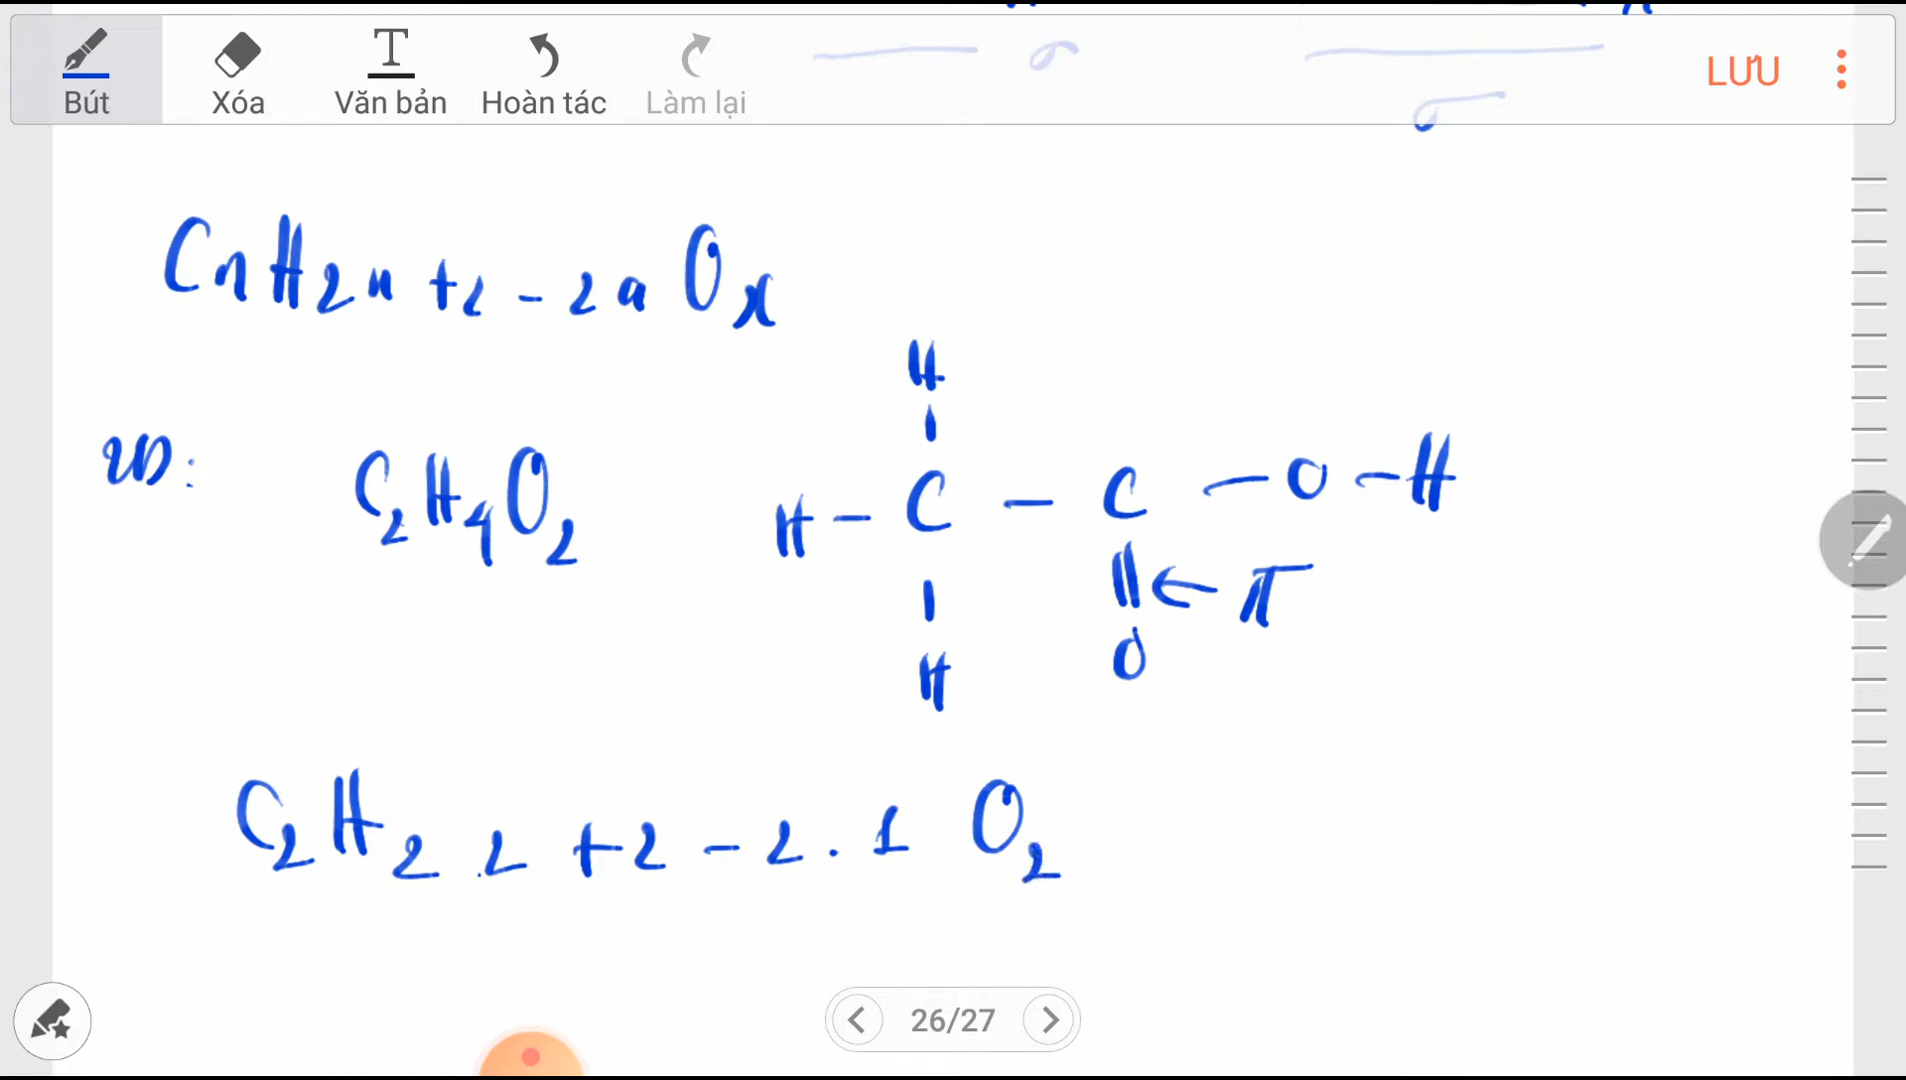 Bút Xóa Văn bản Hoàn tác Làm lại LƯU
σ
σ
CnH2n+2-2aOx
VD: C2H4O2
H
H - C - C - O - H
← π
H O
C2H2.2+2-2.1O2
26/27